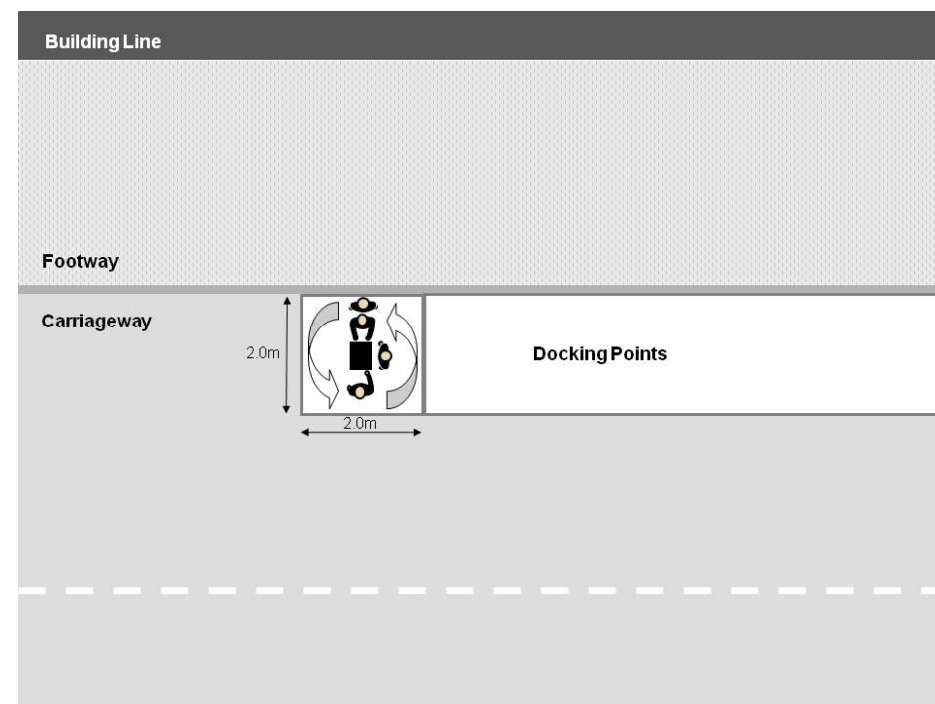 Building Line
Footway
Carriageway
2.0m
Docking Points
2.0m